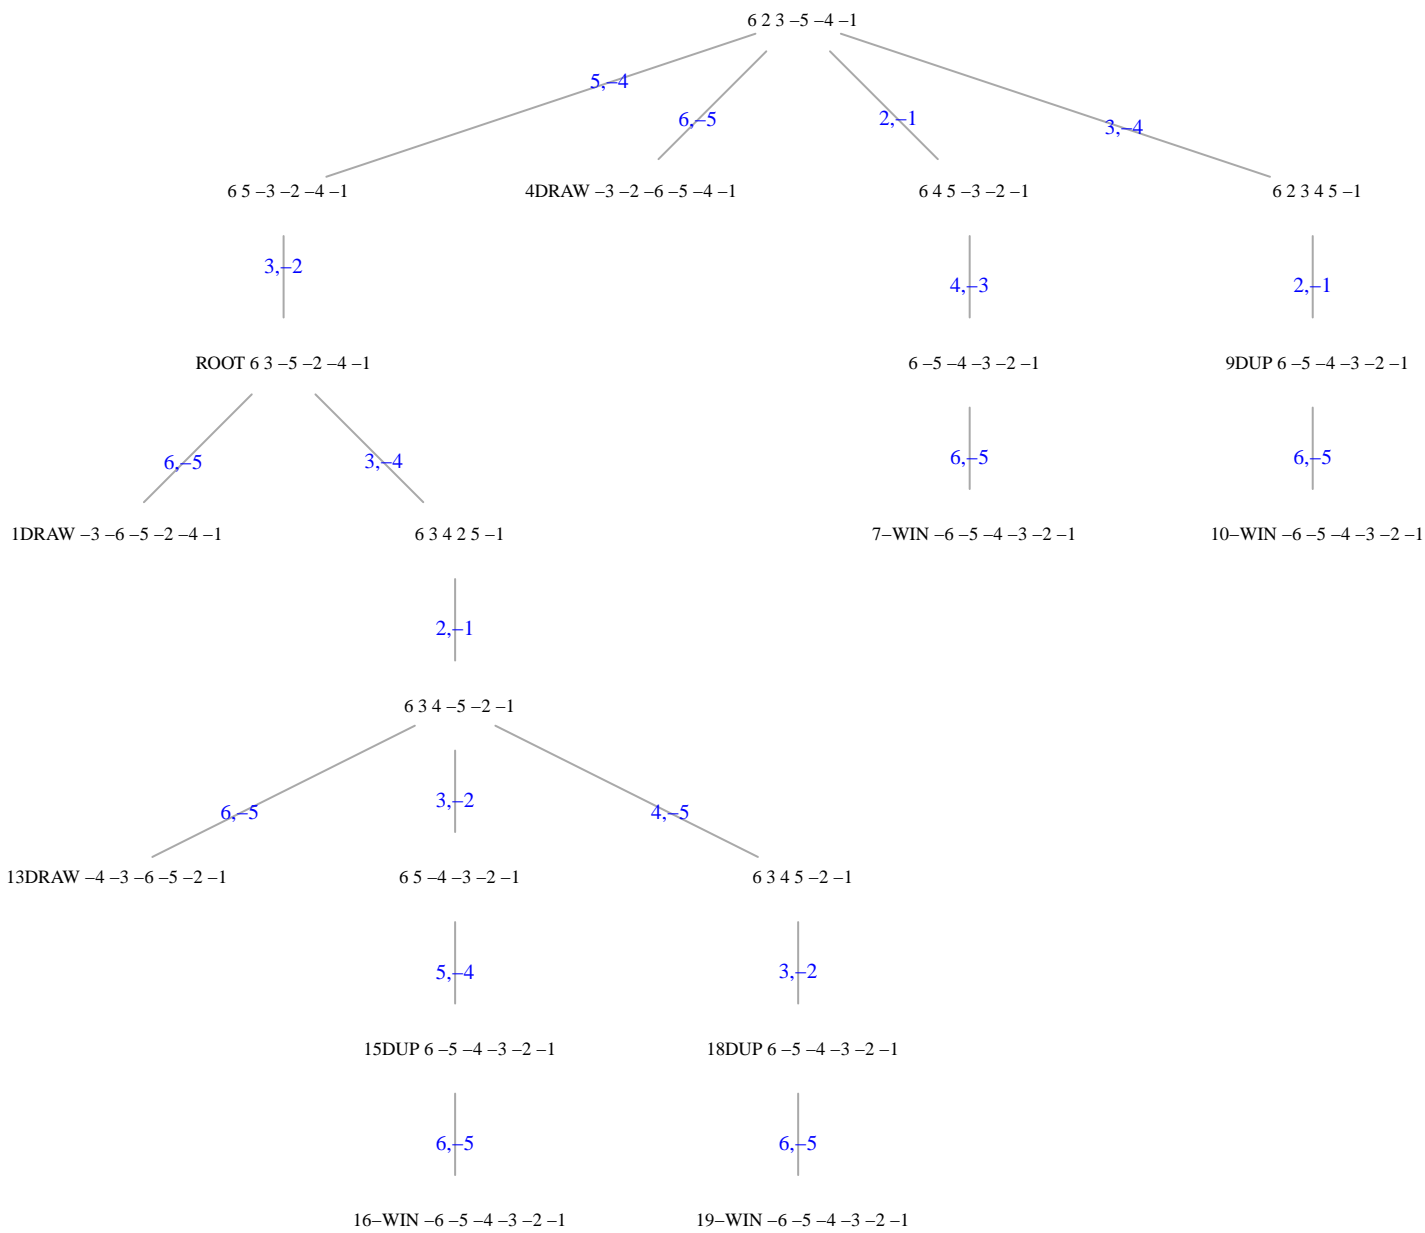 6 2 3 –5 –4 –1
5,–4
6,–5
2,–1
3,–4
6 5 –3 –2 –4 –1
4DRAW –3 –2 –6 –5 –4 –1
6 4 5 –3 –2 –1
6 2 3 4 5 –1
3,–2
4,–3
2,–1
ROOT 6 3 –5 –2 –4 –1
6 –5 –4 –3 –2 –1
9DUP 6 –5 –4 –3 –2 –1
6,–5
3,–4
6,–5
6,–5
1DRAW –3 –6 –5 –2 –4 –1
6 3 4 2 5 –1
7–WIN –6 –5 –4 –3 –2 –1
10–WIN –6 –5 –4 –3 –2 –1
2,–1
6 3 4 –5 –2 –1
6,–5
3,–2
4,–5
13DRAW –4 –3 –6 –5 –2 –1
6 5 –4 –3 –2 –1
6 3 4 5 –2 –1
5,–4
3,–2
15DUP 6 –5 –4 –3 –2 –1
18DUP 6 –5 –4 –3 –2 –1
6,–5
6,–5
16–WIN –6 –5 –4 –3 –2 –1
19–WIN –6 –5 –4 –3 –2 –1